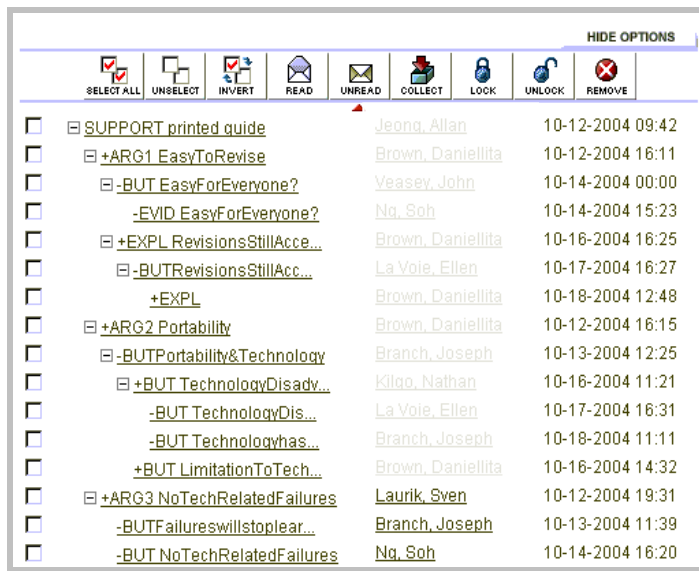 HIDE OPTIONS
SELECT ALL UNSELECT INVERT READ UNREAD COLLECT LOCK UNLOCK REMOVE
SUPPORT printed guide Jeong, Allan 10-12-2004 09:42
+ARG1 EasyToRevise Brown, Daniellita 10-12-2004 16:11
-BUT EasyForEveryone? Veasey, John 10-14-2004 00:00
-EVID EasyForEveryone? Ng, Soh 10-14-2004 15:23
+EXPL RevisionsStillAcce... Brown, Daniellita 10-16-2004 16:25
-BUTRevisionsStillAcc... La Voie, Ellen 10-17-2004 16:27
+EXPL Brown, Daniellita 10-18-2004 12:48
+ARG2 Portability Brown, Daniellita 10-12-2004 16:15
-BUTPortability&Technology Branch, Joseph 10-13-2004 12:25
+BUT TechnologyDisadv... Kilgo, Nathan 10-16-2004 11:21
-BUT TechnologyDis... La Voie, Ellen 10-17-2004 16:31
-BUT Technologyhas... Branch, Joseph 10-18-2004 11:11
+BUT LimitationToTech... Brown, Daniellita 10-16-2004 14:32
+ARG3 NoTechRelatedFailures Laurik, Sven 10-12-2004 19:31
-BUTFailureswillstoplear... Branch, Joseph 10-13-2004 11:39
-BUT NoTechRelatedFailures Ng, Soh 10-14-2004 16:20